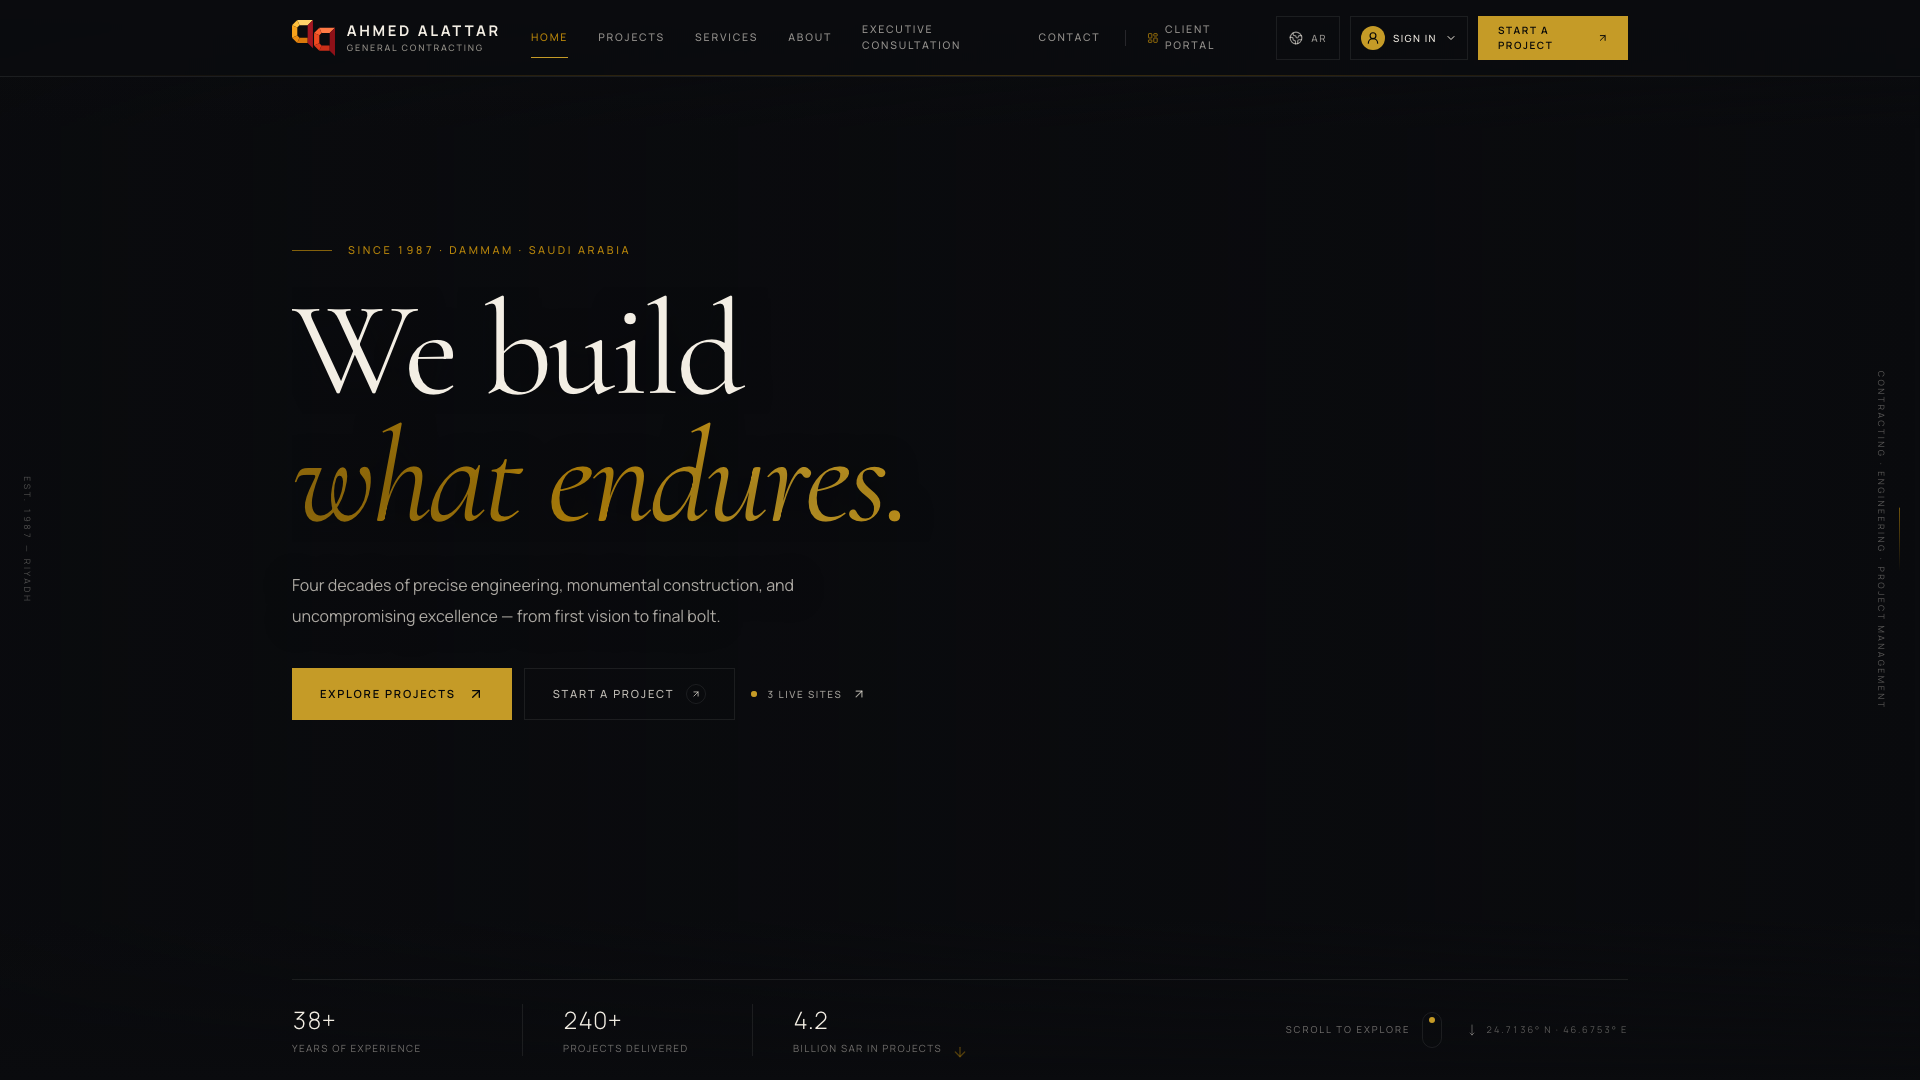 AHMED ALATTAR
GENERAL CONTRACTING
HOME
PROJECTS
SERVICES
ABOUT
EXECUTIVE
CONSULTATION
CONTACT
CLIENT
PORTAL
AR
SIGN IN
START A
PROJECT
SINCE 1987 · DAMMAM · SAUDI ARABIA
We build
what endures.
Four decades of precise engineering, monumental construction, and
uncompromising excellence — from first vision to final bolt.
EXPLORE PROJECTS
START A PROJECT
3 LIVE SITES
EST. 1987 — RIYADH
CONTRACTING · ENGINEERING · PROJECT MANAGEMENT
38+
YEARS OF EXPERIENCE
240+
PROJECTS DELIVERED
4.2
BILLION SAR IN PROJECTS
SCROLL TO EXPLORE
24.7136° N · 46.6753° E